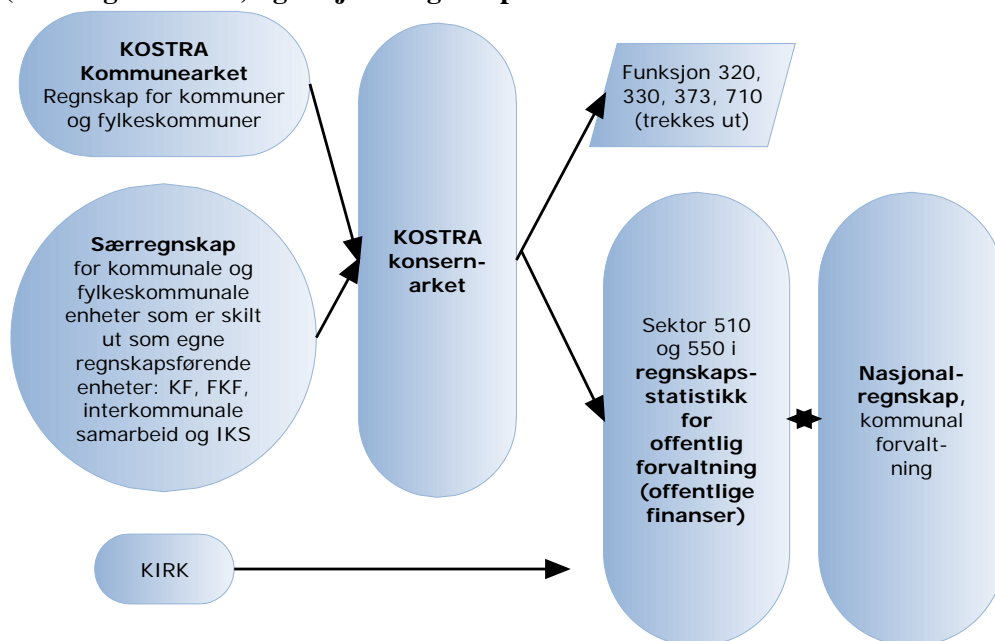 KOSTRA
Kommunearket
Regnskap for kommuner
og fylkeskommuner
Funksjon 320,
330, 373, 710
(trekkes ut)
Særregnskap
for kommunale og
fylkeskommunale
enheter som er skilt
ut som egne
regnskapsførende
enheter: KF, FKF,
interkommunale
samarbeid og IKS
KOSTRA
konsern-
arket
Sektor 510
og 550 i
regnskaps-
statistikk
for
offentlig
forvaltning
(offentlige
finanser)
Nasjonal-
regnskap,
kommunal
forvalt-
ning
KIRK